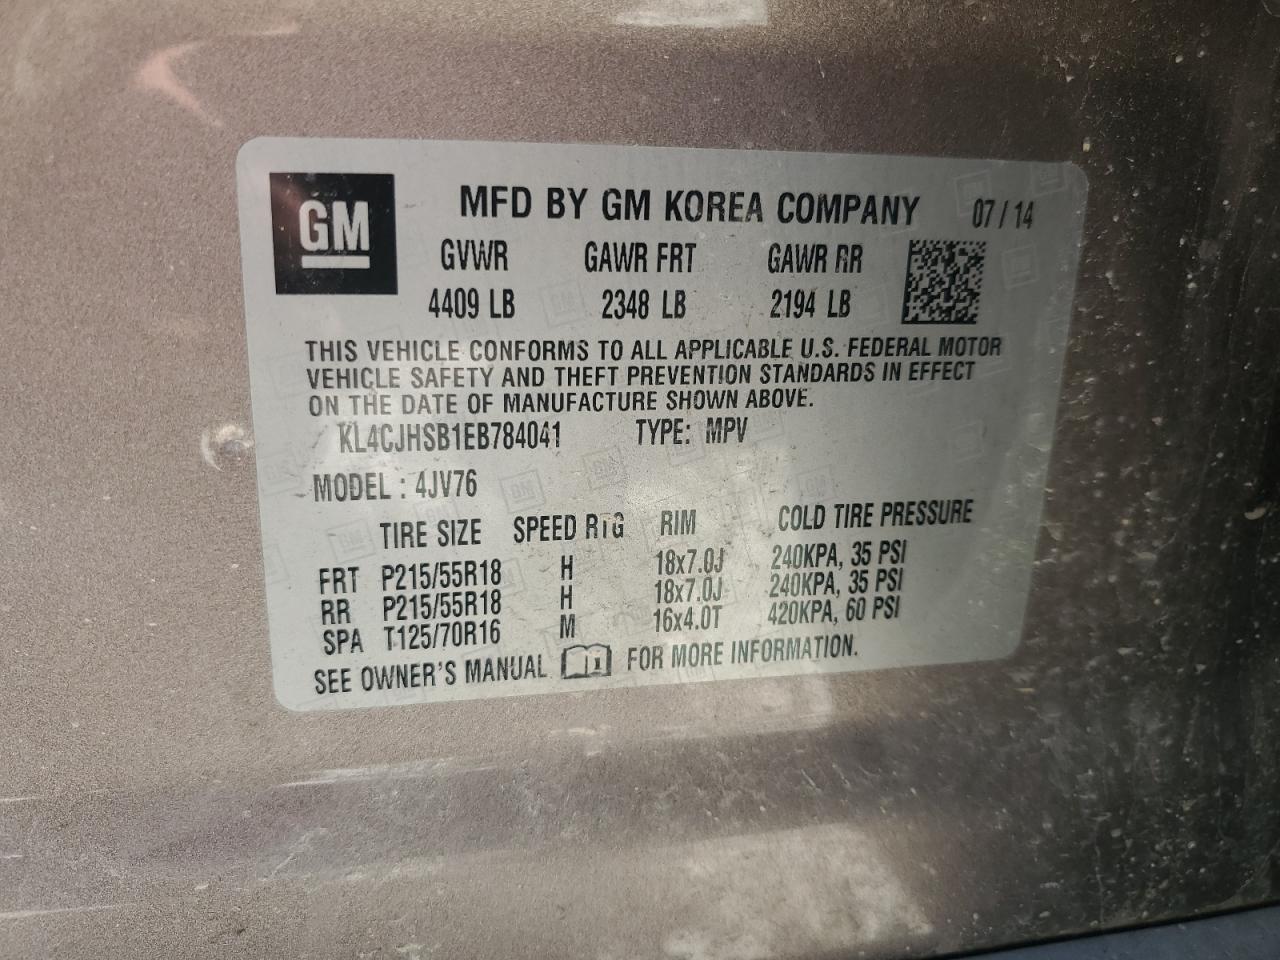 GM
MFD BY GM KOREA COMPANY 07/14
GVWR GAWR FRT GAWR RR
4409 LB 2348 LB 2194 LB
THIS VEHICLE CONFORMS TO ALL APPLICABLE U.S. FEDERAL MOTOR
VEHICLE SAFETY AND THEFT PREVENTION STANDARDS IN EFFECT
ON THE DATE OF MANUFACTURE SHOWN ABOVE.
KL4CJHSB1EB784041 TYPE: MPV
MODEL : 4JV76
TIRE SIZE SPEED RTG RIM COLD TIRE PRESSURE
FRT P215/55R18 H 18x7.0J 240KPA, 35 PSI
RR P215/55R18 H 18x7.0J 240KPA, 35 PSI
SPA T125/70R16 M 16x4.0T 420KPA, 60 PSI
SEE OWNER'S MANUAL FOR MORE INFORMATION.